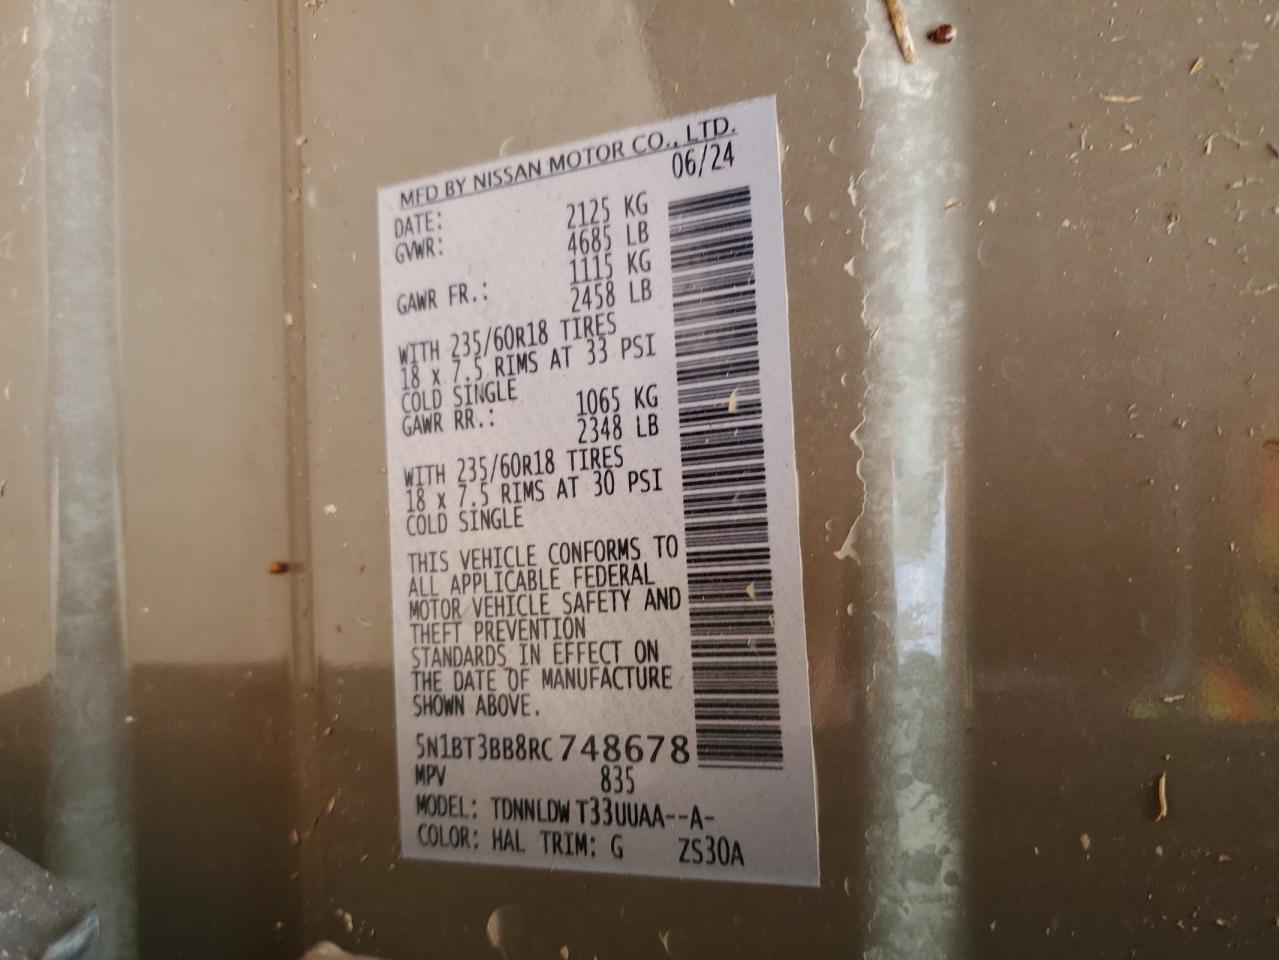 MFD BY NISSAN MOTOR CO., LTD.
DATE: 06/24
GVWR: 2125 KG
4685 LB
GAWR FR.: 1115 KG
2458 LB
WITH 235/60R18 TIRES
18 x 7.5 RIMS AT 33 PSI
COLD SINGLE
GAWR RR.: 1065 KG
2348 LB
WITH 235/60R18 TIRES
18 x 7.5 RIMS AT 30 PSI
COLD SINGLE
THIS VEHICLE CONFORMS TO
ALL APPLICABLE FEDERAL
MOTOR VEHICLE SAFETY AND
THEFT PREVENTION
STANDARDS IN EFFECT ON
THE DATE OF MANUFACTURE
SHOWN ABOVE.
5N1BT3BB8RC748678
MPV 835
MODEL: TDNNLDW T33UUAA--A-
COLOR: HAL TRIM: G ZS30A